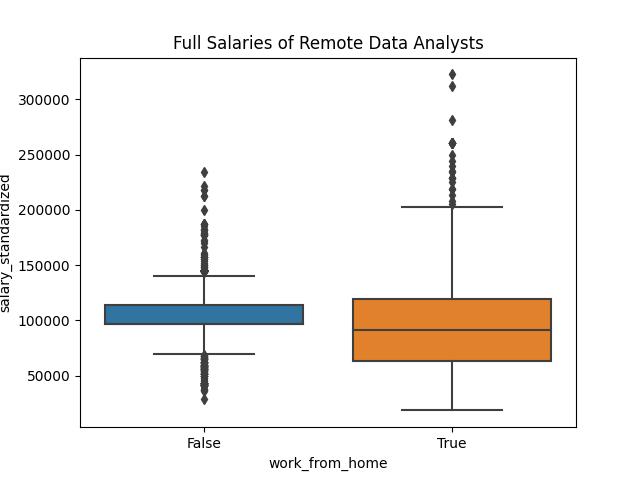 Full Salaries of Remote Data Analysts
salary_standardized
300000
250000
200000
150000
100000
50000
False True
work_from_home